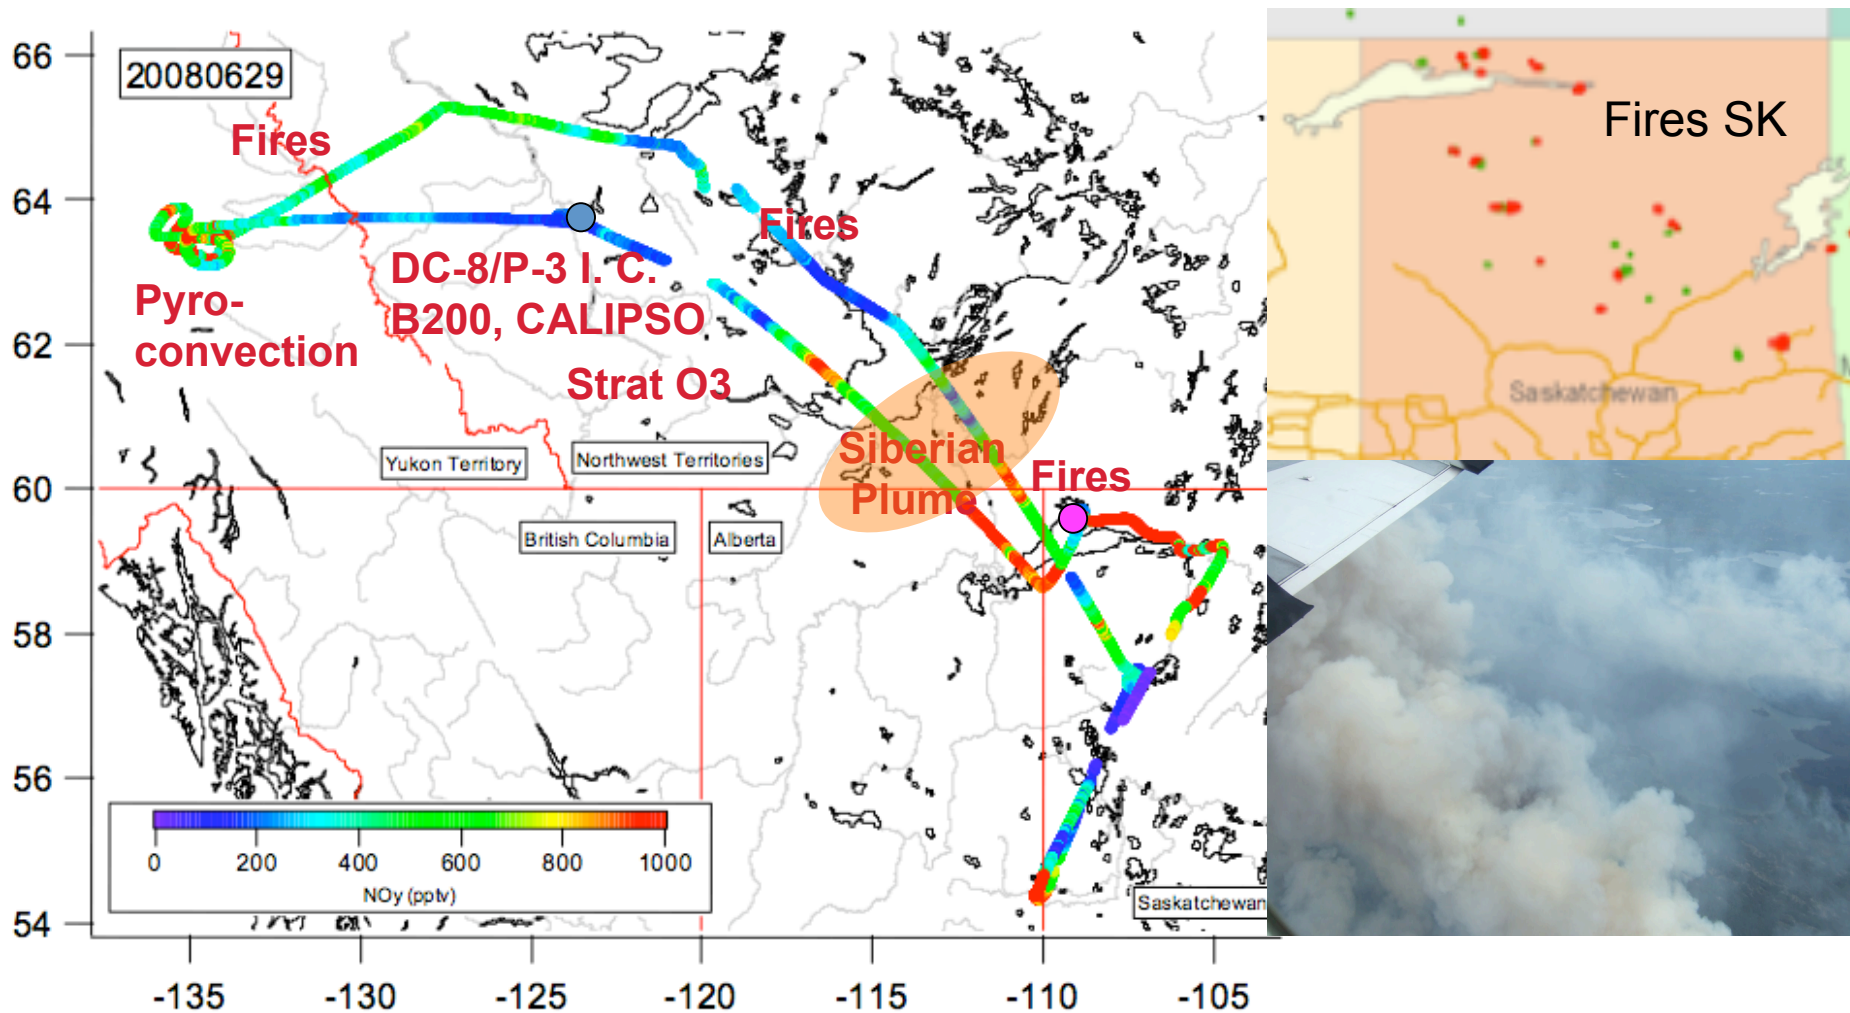 66
64
62
60
58
56
54
20080629
Fires
Fires
DC-8/P-3 I. C.
B200, CALIPSO
Pyro-
convection
Strat O3
Siberian
Plume
Fires
Yukon Territory
Northwest Territories
British Columbia
Alberta
Saskatchewan
0 200 400 600 800 1000
NOy (pptv)
-135 -130 -125 -120 -115 -110 -105
Fires SK
Saskatchewan